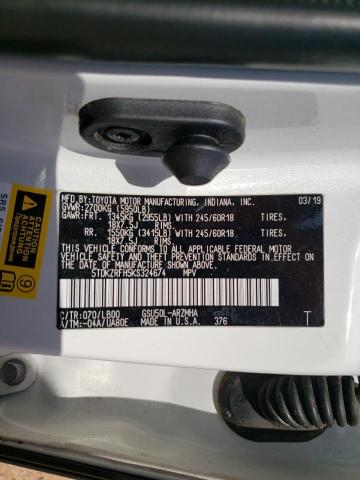 MFD.BY:TOYOTA MOTOR MANUFACTURING, INDIANA, INC. 03/19
GVWR:2700KG (5950LB)
GAWR:FRT. 1345KG (2955LB) WITH 245/60R18 TIRES,
18X7.5J RIMS.
RR. 1550KG (3415LB) WITH 245/60R18 TIRES,
18X7.5J RIMS.
THIS VEHICLE CONFORMS TO ALL APPLICABLE FEDERAL MOTOR
VEHICLE SAFETY AND THEFT PREVENTION STANDARDS IN
EFFECT ON THE DATE OF MANUFACTURE SHOWN ABOVE.
5TDKZRFH5KS324674 MPV
C/TR:070/LB00 GSU50L-ARZMHA
A/TM:-04A/UA80E MADE IN U.S.A. 376 T
SRS